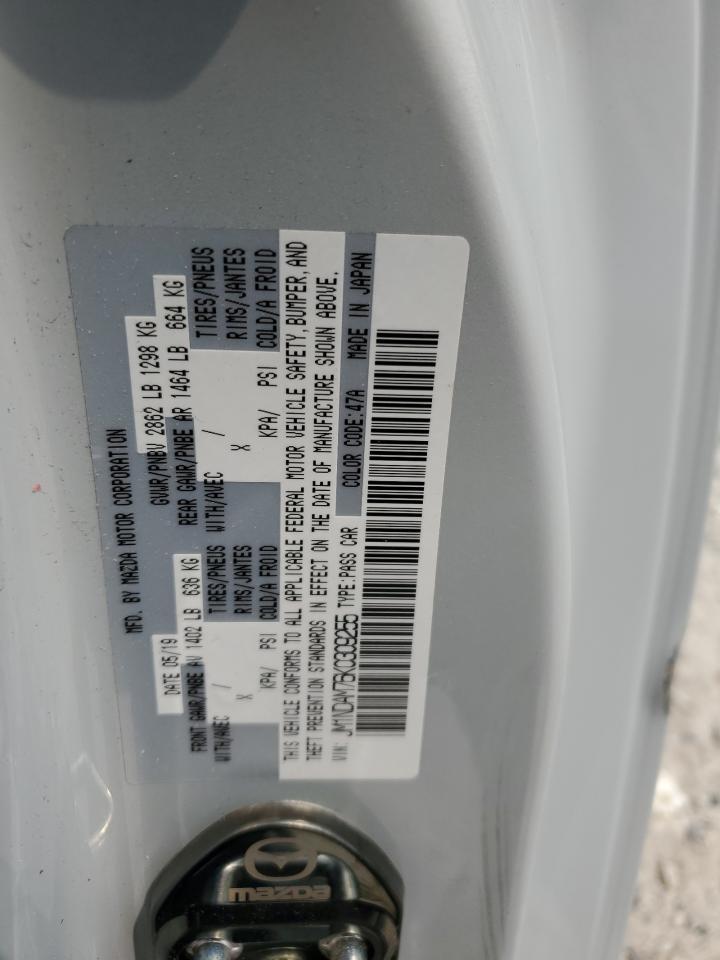 MFD. BY MAZDA MOTOR CORPORATION
DATE 05/19 GVWR/PNBV 2862 LB 1298 KG
FRONT GAWR/PNBE AV 1402 LB 636 KG REAR GAWR/PNBE AR 1464 LB 664 KG
WITH/AVEC / TIRES/PNEUS WITH/AVEC / TIRES/PNEUS
X RIMS/JANTES X RIMS/JANTES
KPA/ PSI COLD/A FROID KPA/ PSI COLD/A FROID
THIS VEHICLE CONFORMS TO ALL APPLICABLE FEDERAL MOTOR VEHICLE SAFETY, BUMPER, AND
THEFT PREVENTION STANDARDS IN EFFECT ON THE DATE OF MANUFACTURE SHOWN ABOVE.
VIN: JM1NDAM76K0309255 TYPE:PASS CAR COLOR CODE:47A MADE IN JAPAN
mazda